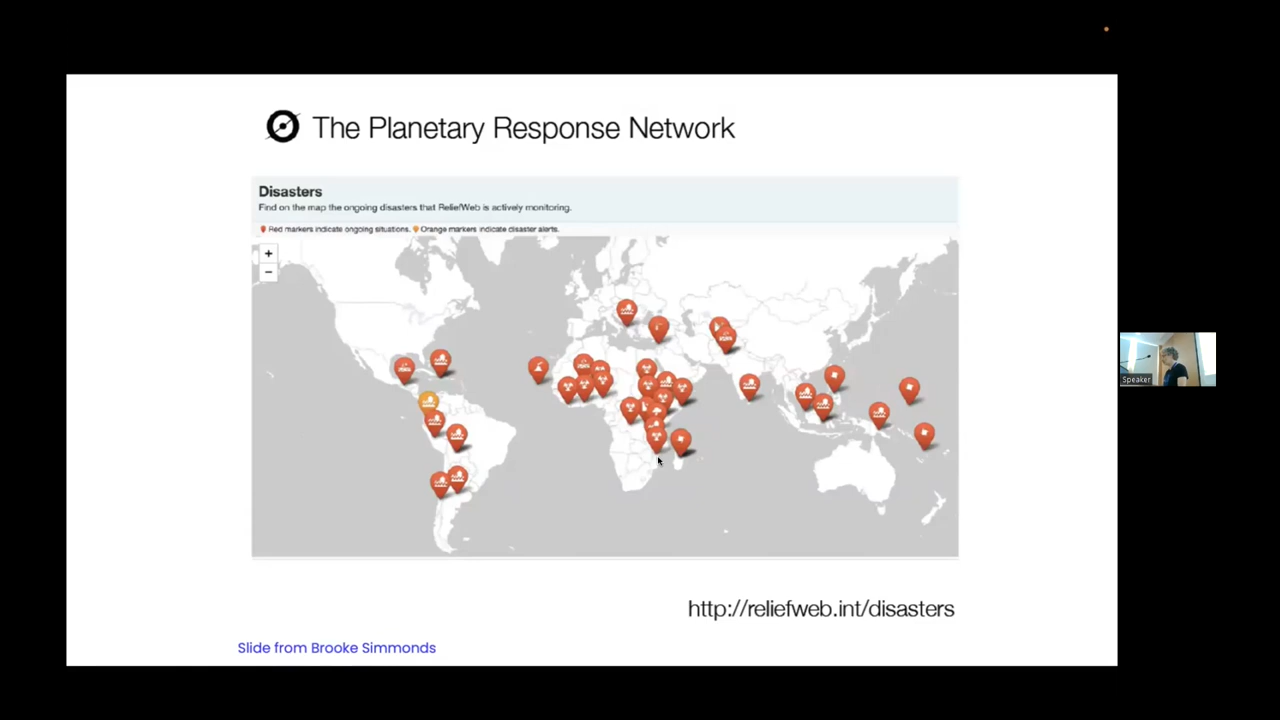 The Planetary Response Network
Disasters
Find on the map the ongoing disasters that ReliefWeb is actively monitoring.
Red markers indicate ongoing situations. Orange markers indicate disaster alerts.
+
−
Speaker
http://reliefweb.int/disasters
Slide from Brooke Simmonds